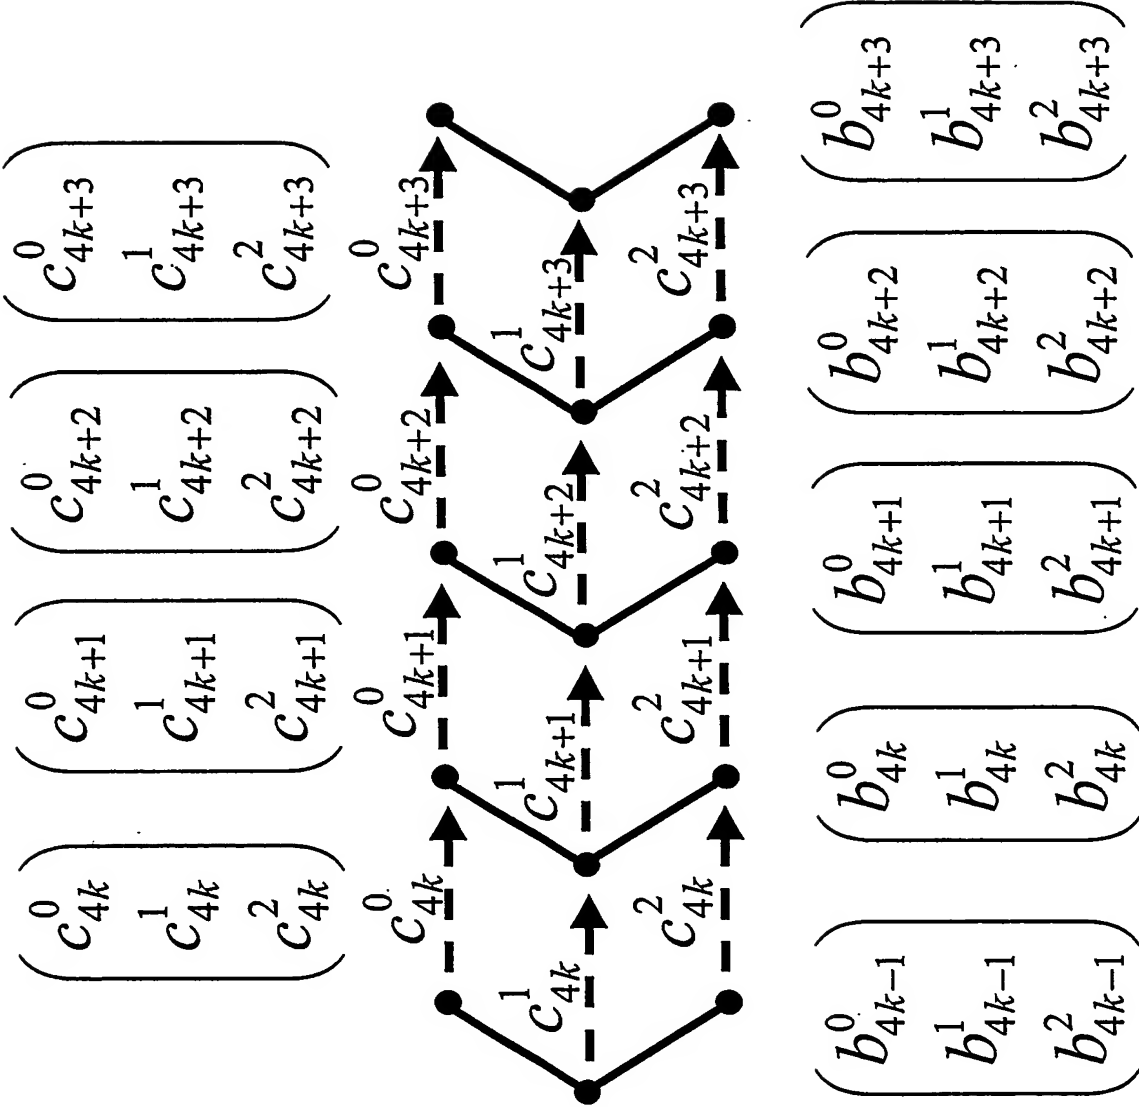 c^0_{4k} c^0_{4k+1} c^0_{4k+2} c^0_{4k+3}
c^1_{4k} c^1_{4k+1} c^1_{4k+2} c^1_{4k+3}
c^2_{4k} c^2_{4k+1} c^2_{4k+2} c^2_{4k+3}
c^0_{4k} c^0_{4k+1} c^0_{4k+2} c^0_{4k+3}
c^1_{4k} c^1_{4k+1} c^1_{4k+2} c^1_{4k+3}
c^2_{4k} c^2_{4k+1} c^2_{4k+2} c^2_{4k+3}
b^0_{4k−1} b^0_{4k} b^0_{4k+1} b^0_{4k+2} b^0_{4k+3}
b^1_{4k−1} b^1_{4k} b^1_{4k+1} b^1_{4k+2} b^1_{4k+3}
b^2_{4k−1} b^2_{4k} b^2_{4k+1} b^2_{4k+2} b^2_{4k+3}